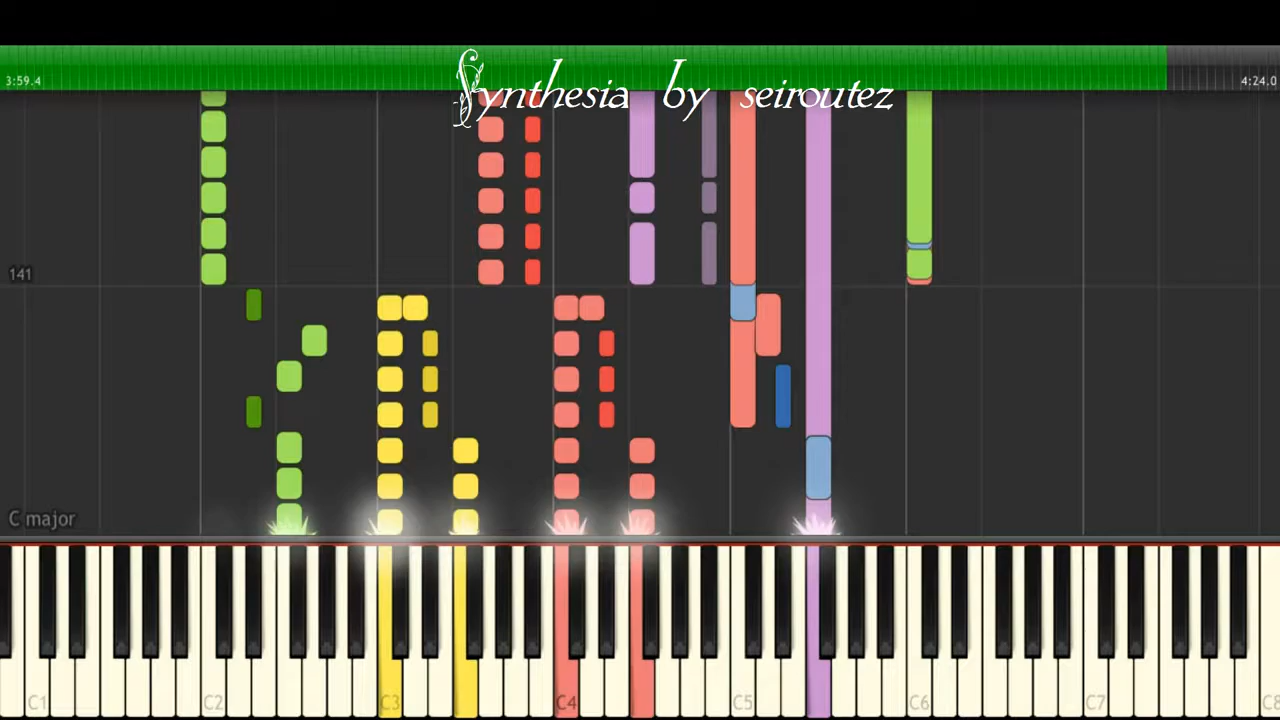 Synthesia by seiroutez
3:59.4
4:24.0
141
C major
C1
C2
C3
C4
C5
C6
C7
C8